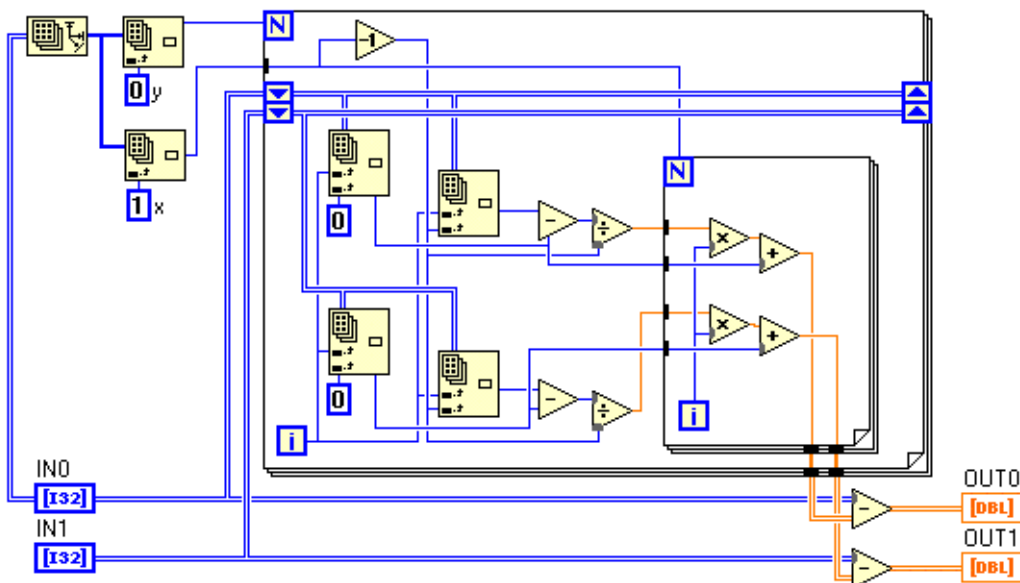 N
-1
0 y
1 x
N
0
×
+
-
÷
×
+
0
-
÷
i
i
IN0
[I32]
IN1
[I32]
-
OUT0
[DBL]
-
OUT1
[DBL]